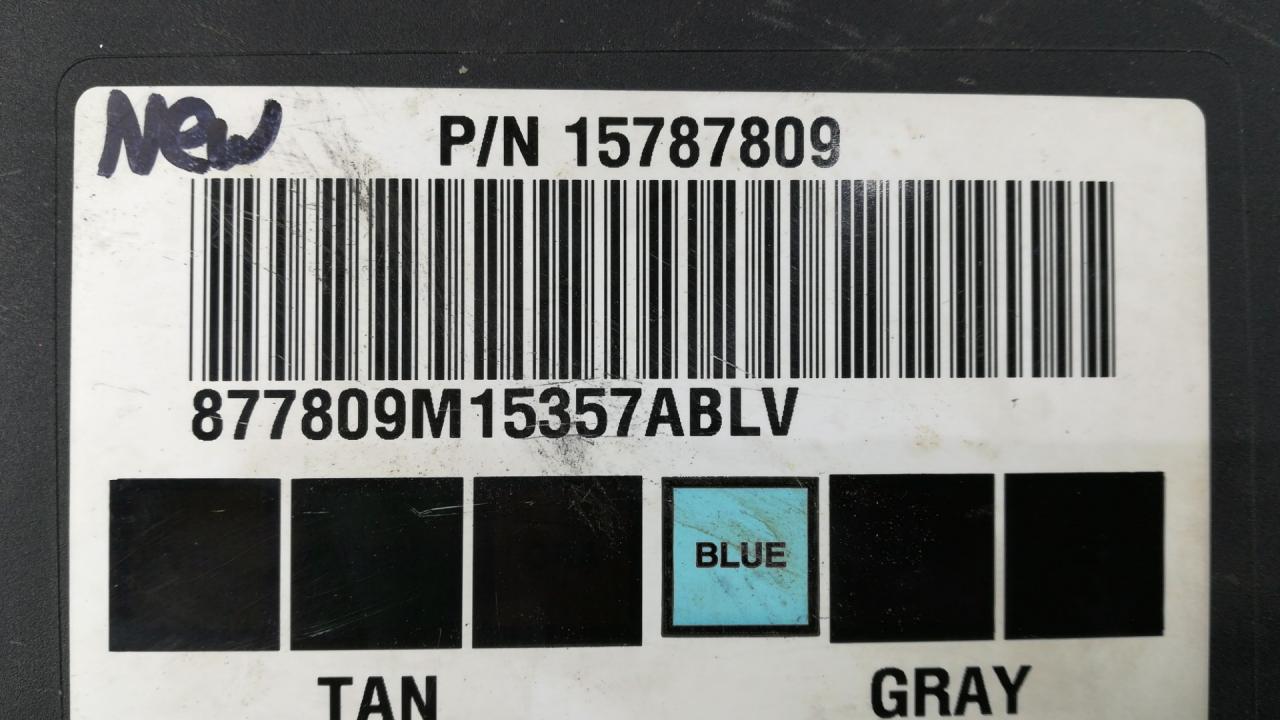 New
P/N 15787809
877809M15357ABLV
BLUE
TAN GRAY